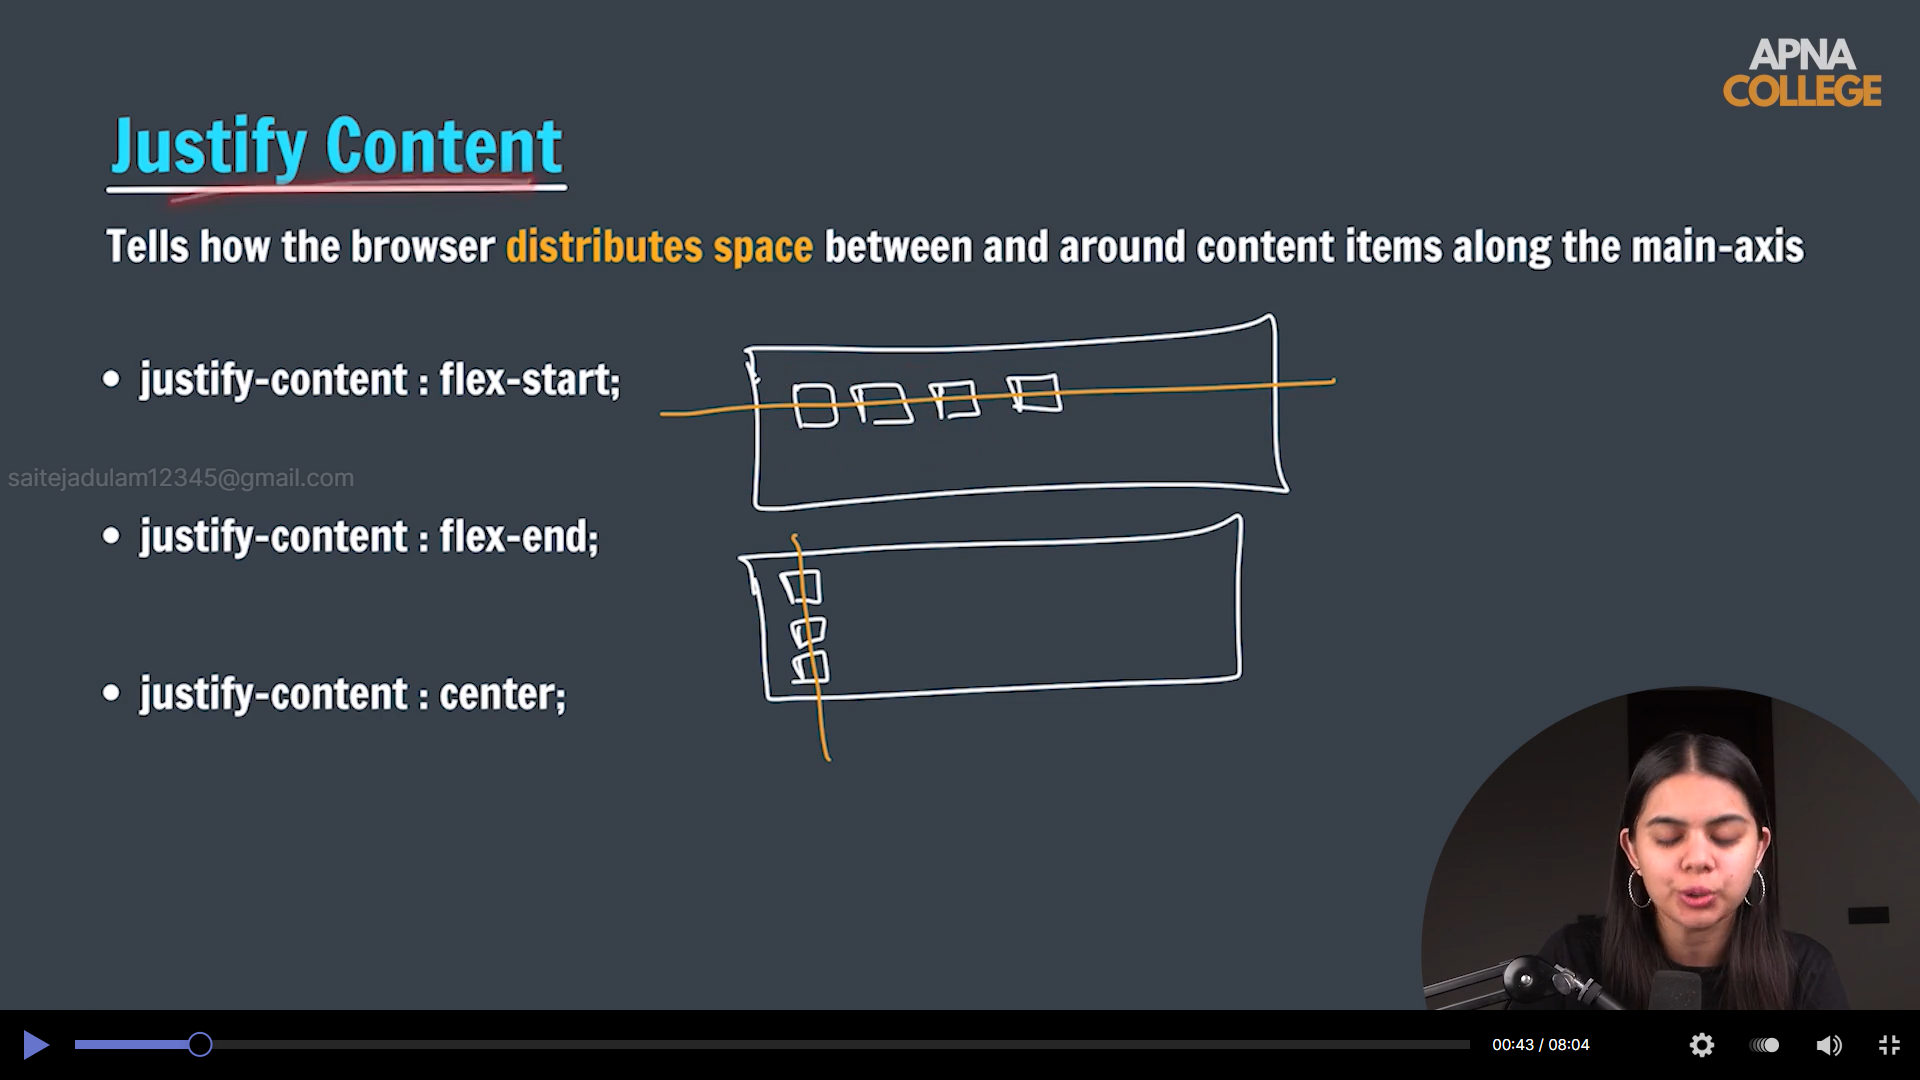 APNA
COLLEGE
Justify Content
Tells how the browser distributes space between and around content items along the main-axis
• justify-content : flex-start;
saitejadulam12345@gmail.com
• justify-content : flex-end;
• justify-content : center;
00:43 / 08:04